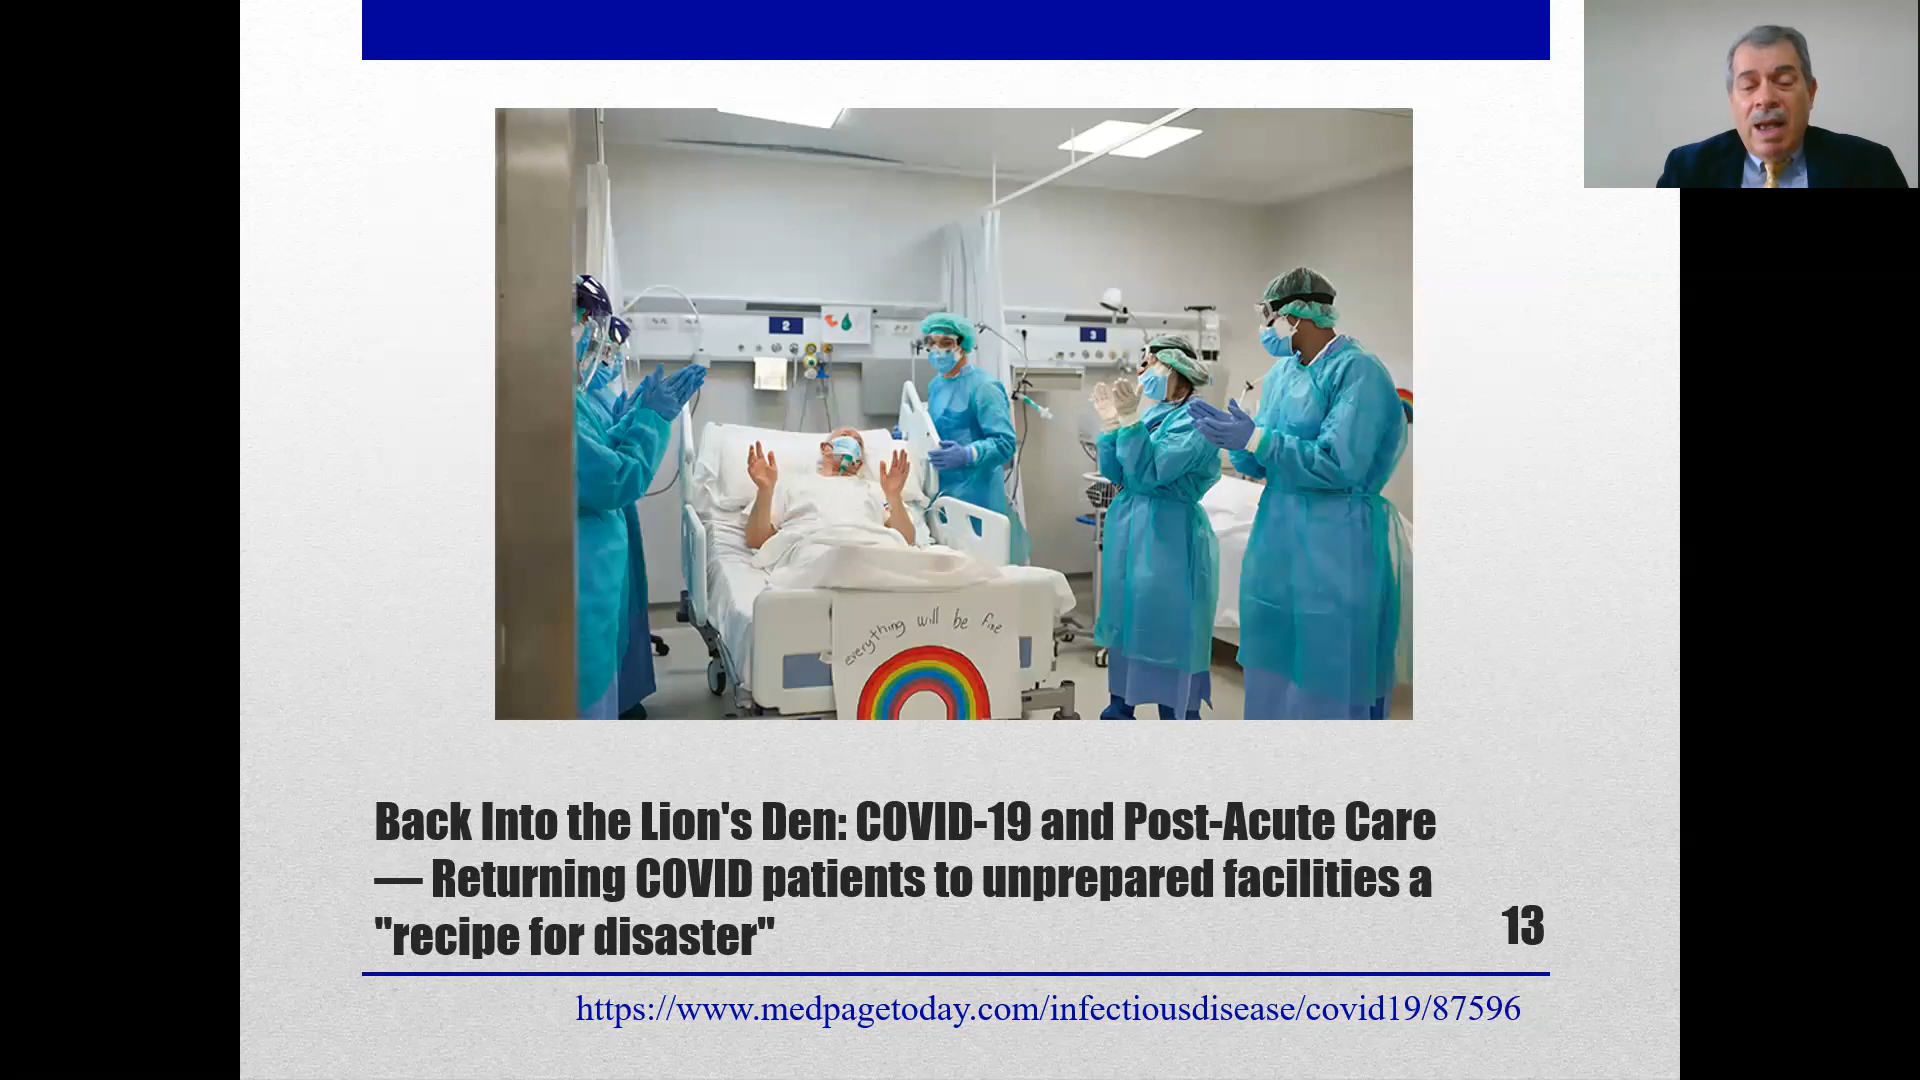 2
3
everything will be fine
Back Into the Lion's Den: COVID-19 and Post-Acute Care
— Returning COVID patients to unprepared facilities a
"recipe for disaster"
13
https://www.medpagetoday.com/infectiousdisease/covid19/87596